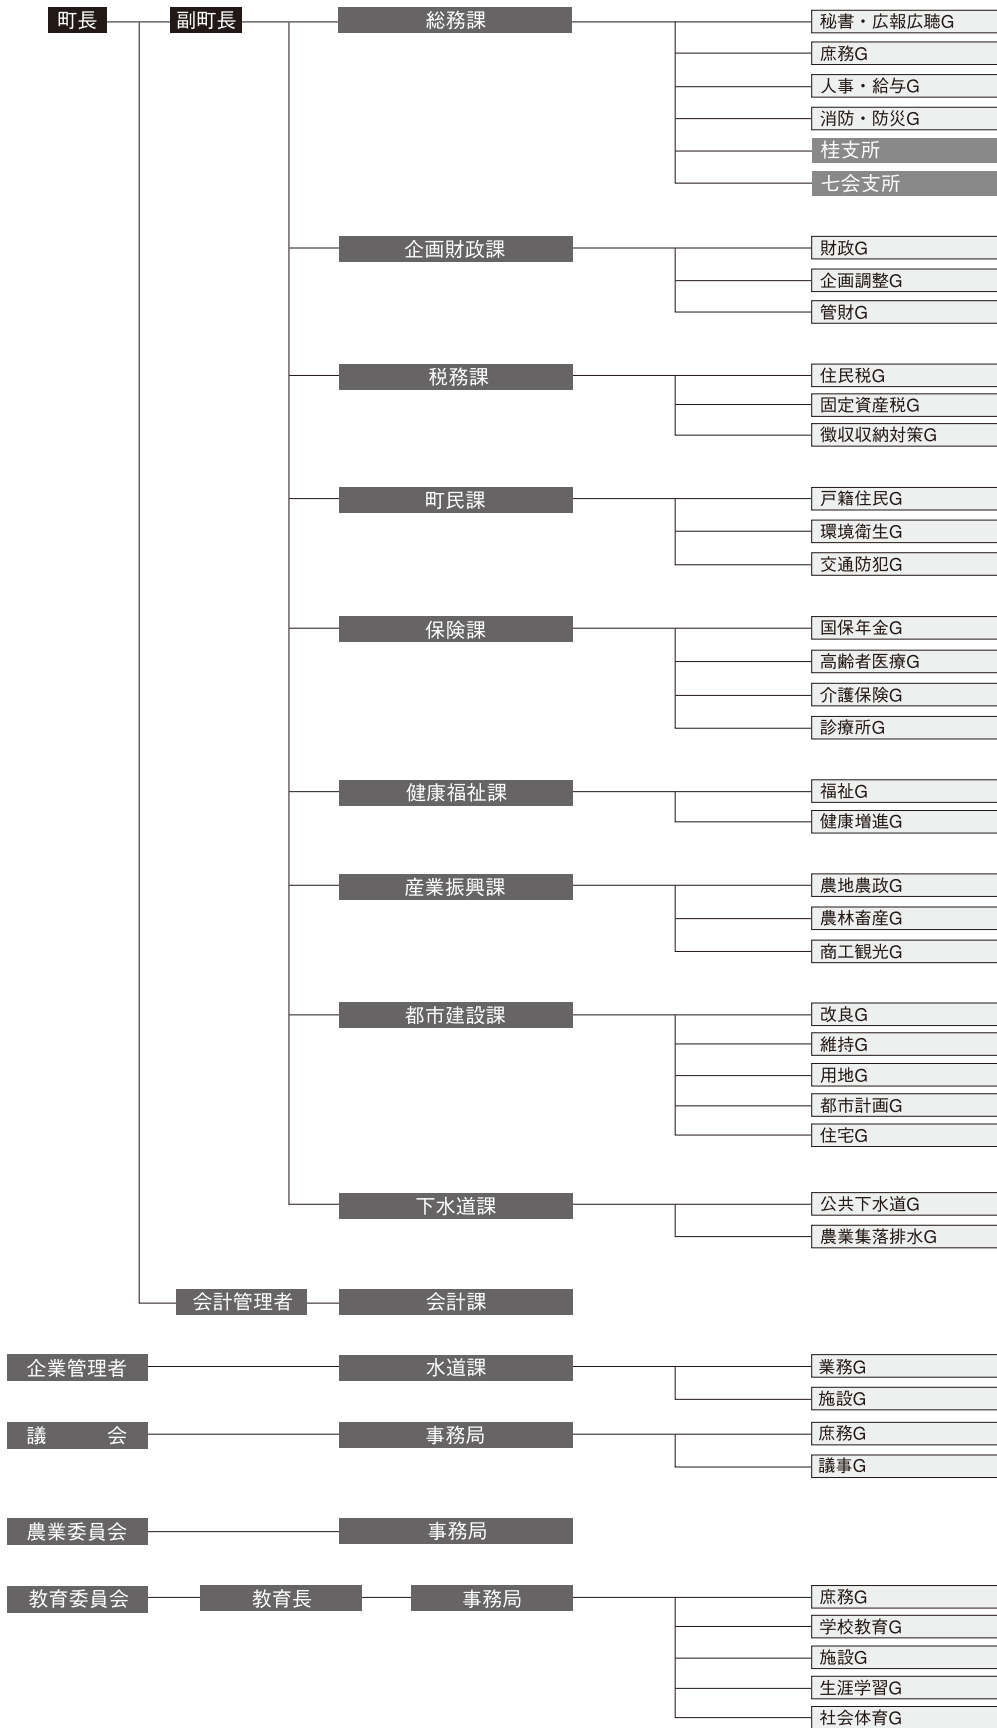 町長
副町長
総務課
秘書・広報広聴G
庶務G
人事・給与G
消防・防災G
桂支所
七会支所
企画財政課
財政G
企画調整G
管財G
税務課
住民税G
固定資産税G
徴収収納対策G
町民課
戸籍住民G
環境衛生G
交通防犯G
保険課
国保年金G
高齢者医療G
介護保険G
診療所G
健康福祉課
福祉G
健康増進G
産業振興課
農地農政G
農林畜産G
商工観光G
都市建設課
改良G
維持G
用地G
都市計画G
住宅G
下水道課
公共下水道G
農業集落排水G
会計管理者
会計課
企業管理者
水道課
業務G
施設G
議　会
事務局
庶務G
議事G
農業委員会
事務局
教育委員会
教育長
事務局
庶務G
学校教育G
施設G
生涯学習G
社会体育G